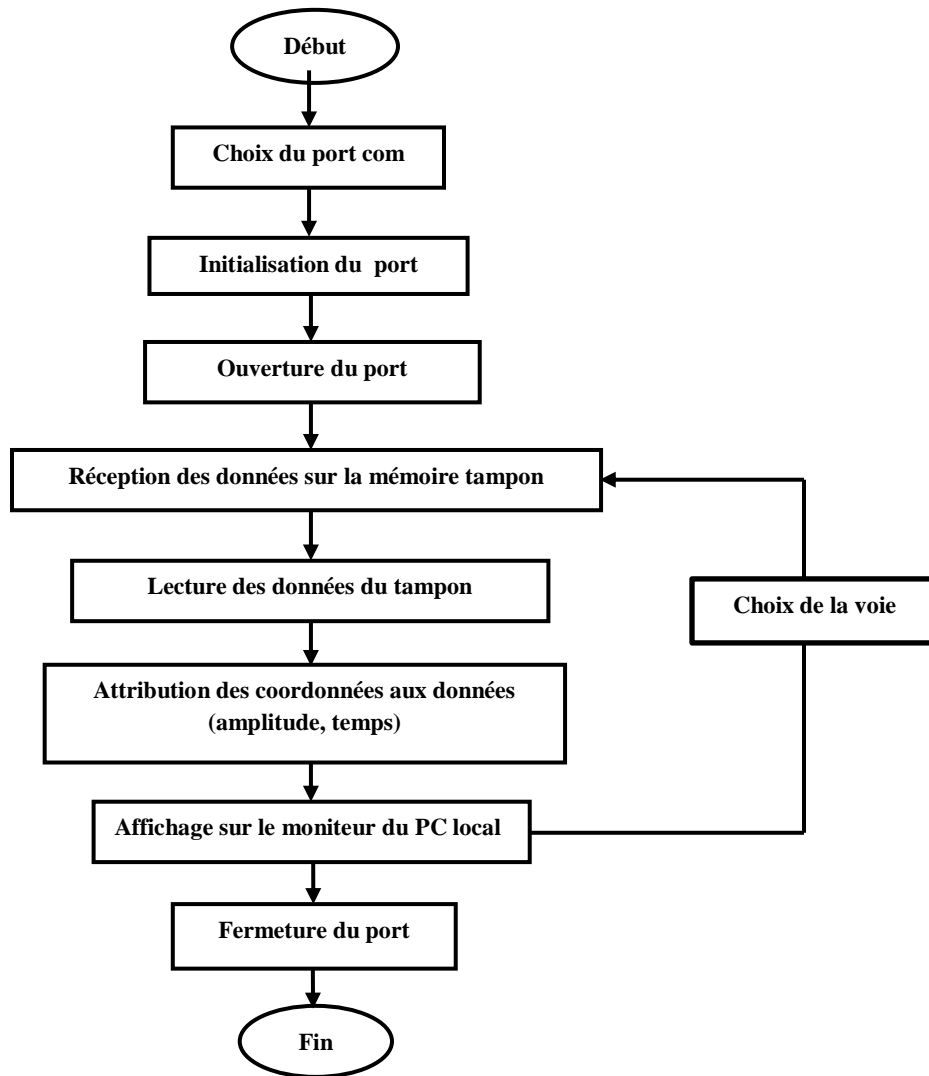 Début
Choix du port com
Initialisation du port
Ouverture du port
Réception des données sur la mémoire tampon
Lecture des données du tampon
Choix de la voie
Attribution des coordonnées aux données
(amplitude, temps)
Affichage sur le moniteur du PC local
Fermeture du port
Fin